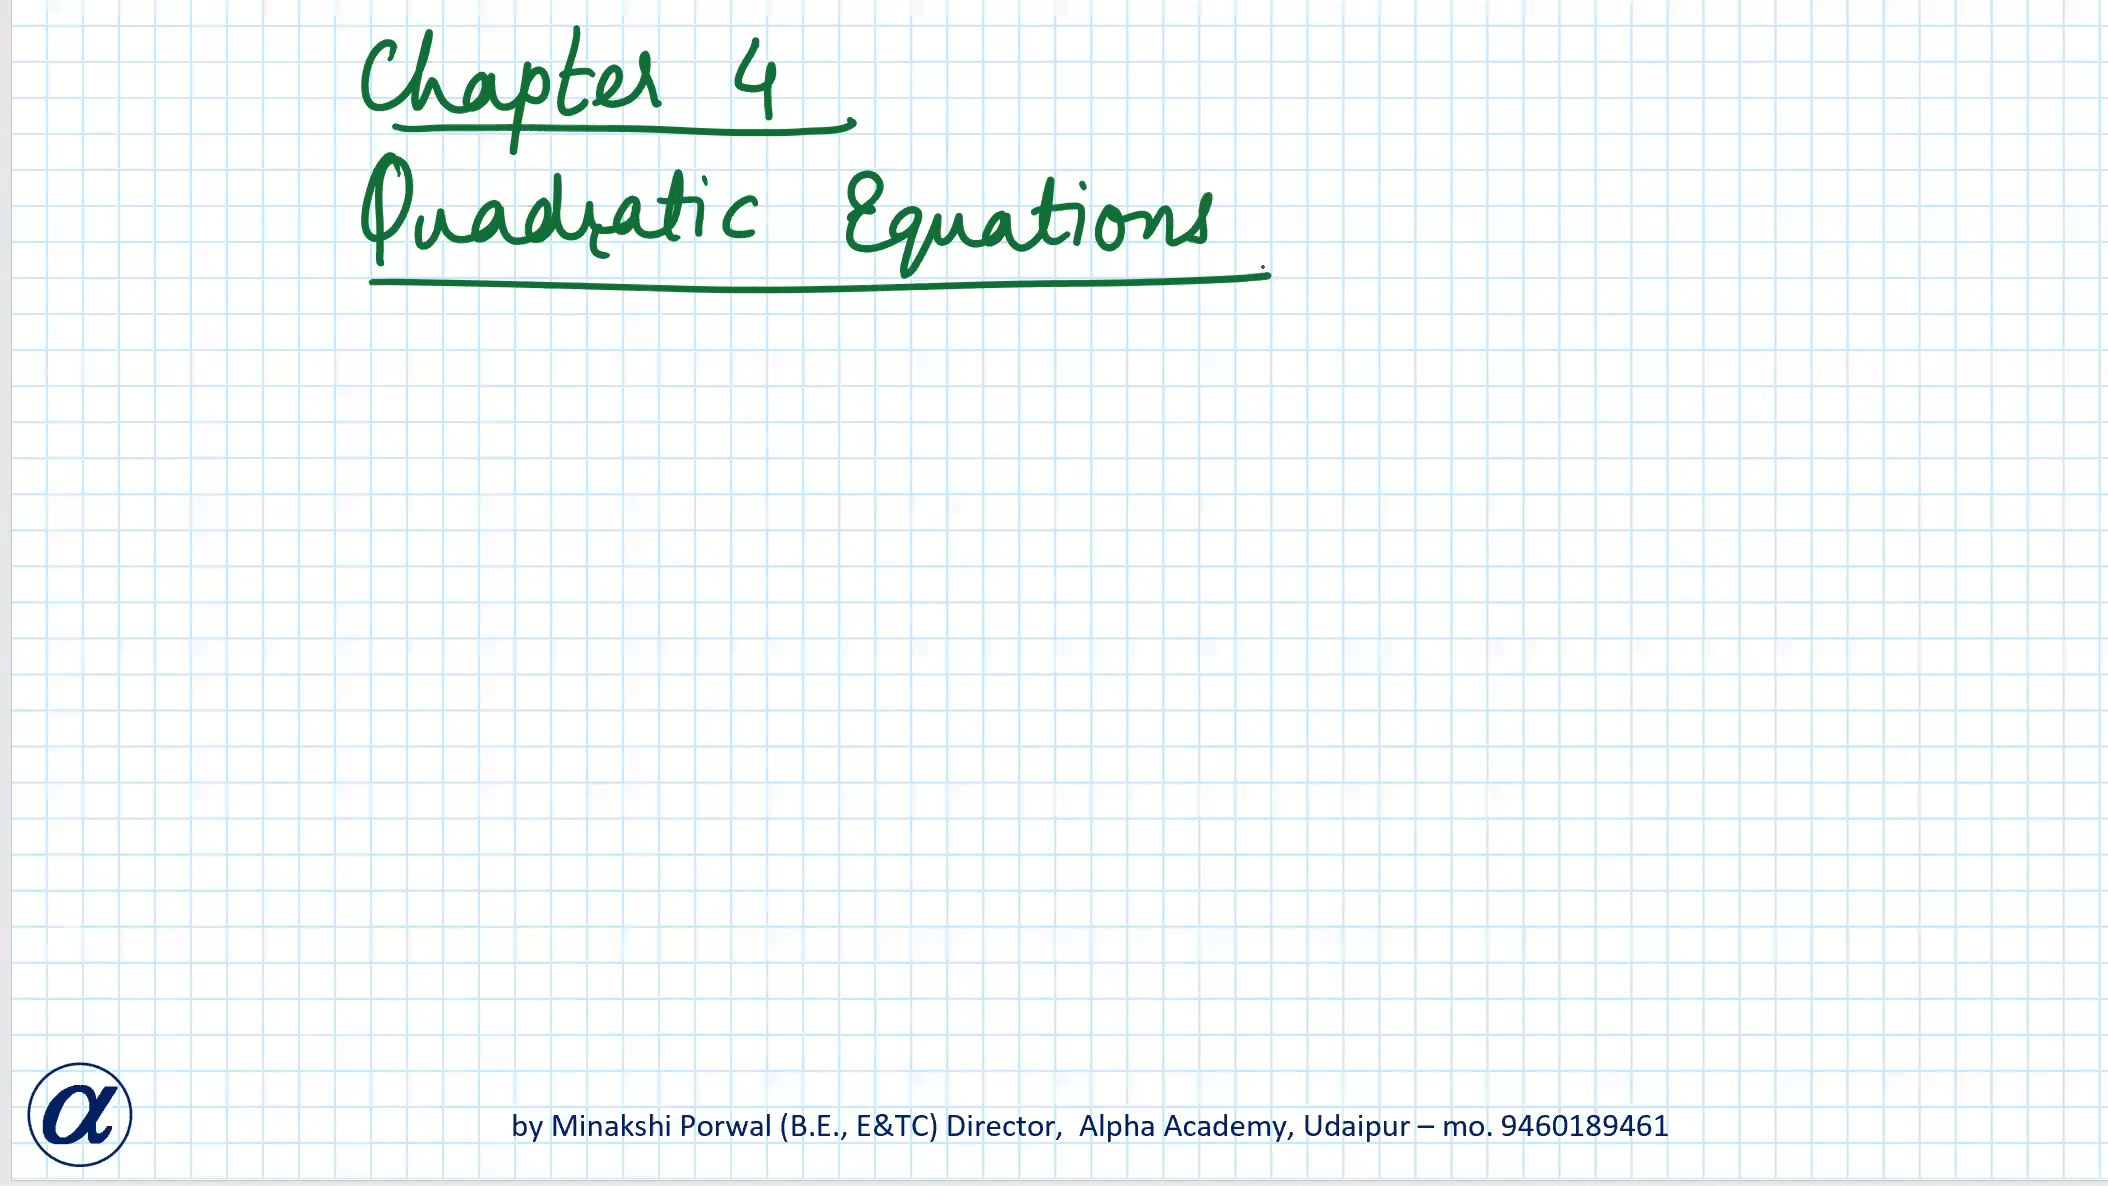 Chapter 4
Quadratic Equations
α
by Minakshi Porwal (B.E., E&TC) Director, Alpha Academy, Udaipur – mo. 9460189461